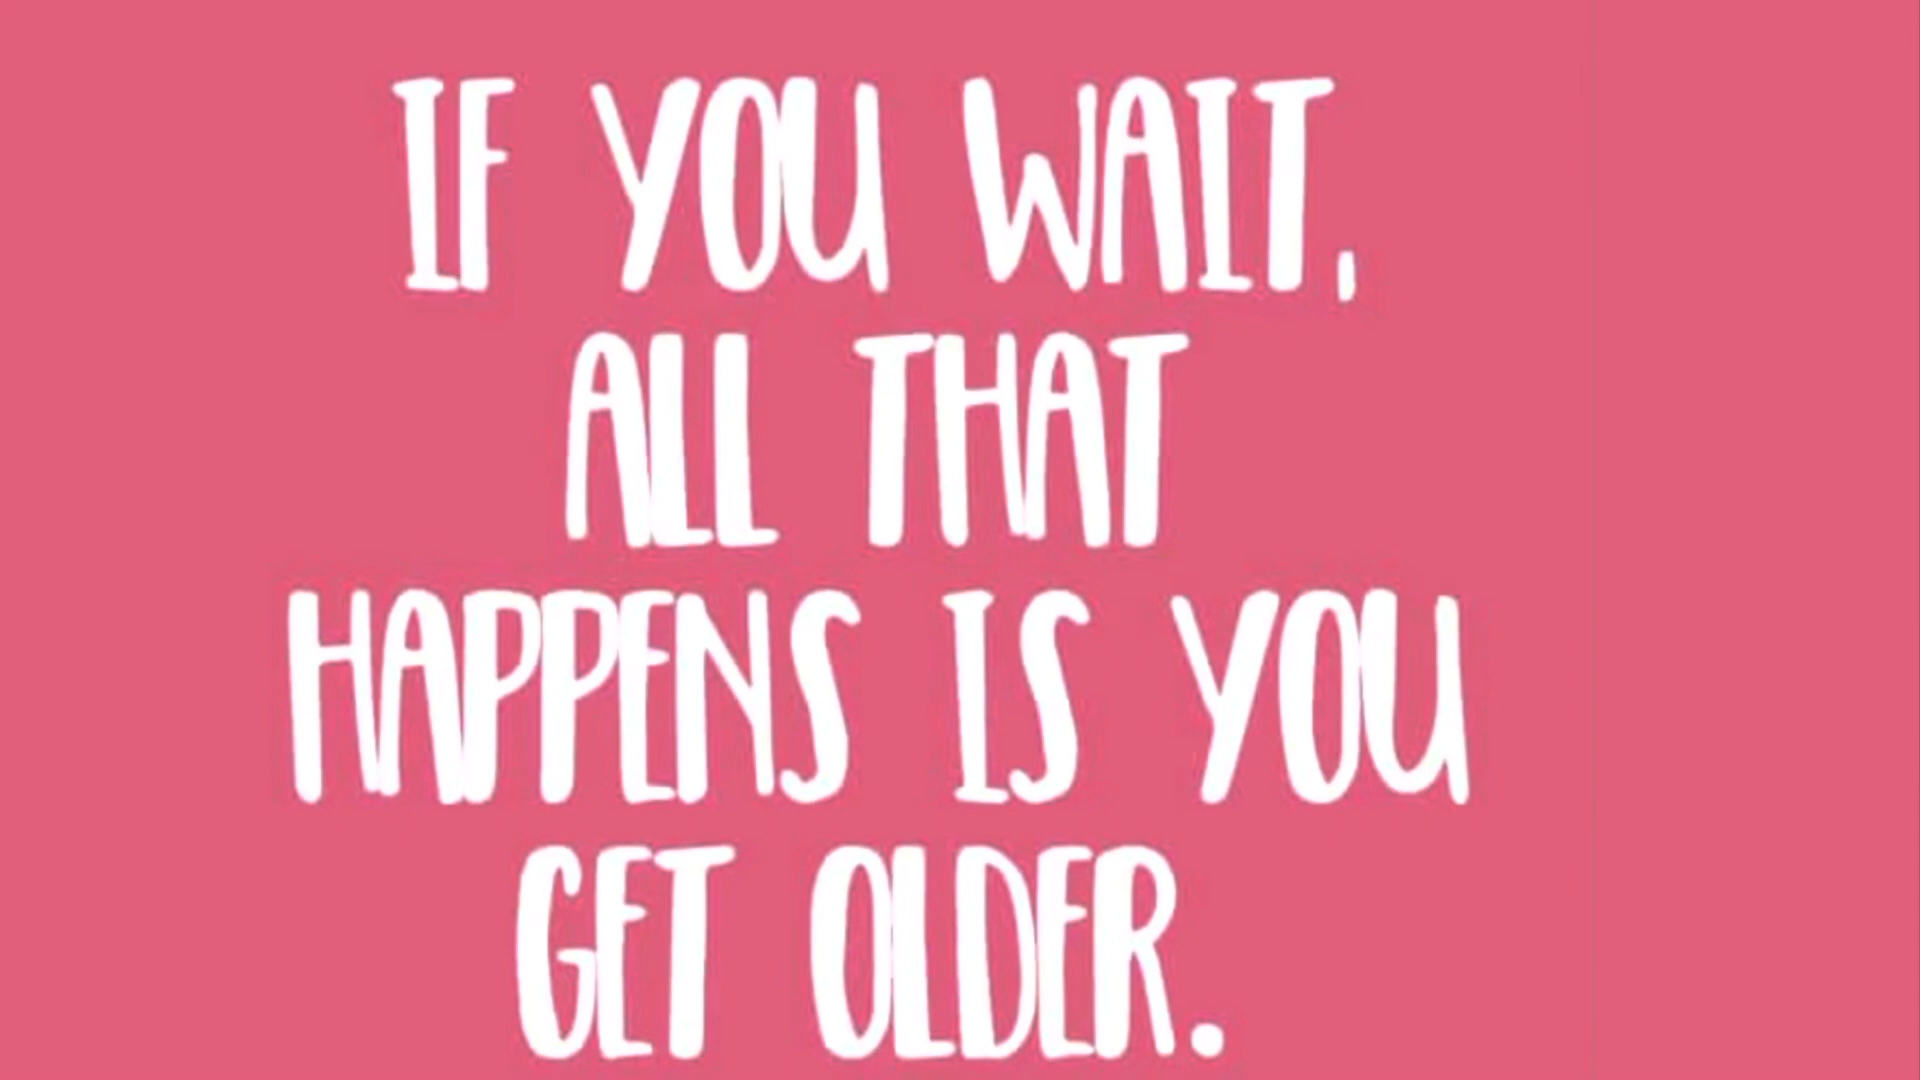 IF YOU WAIT,
ALL THAT
HAPPENS IS YOU
GET OLDER.